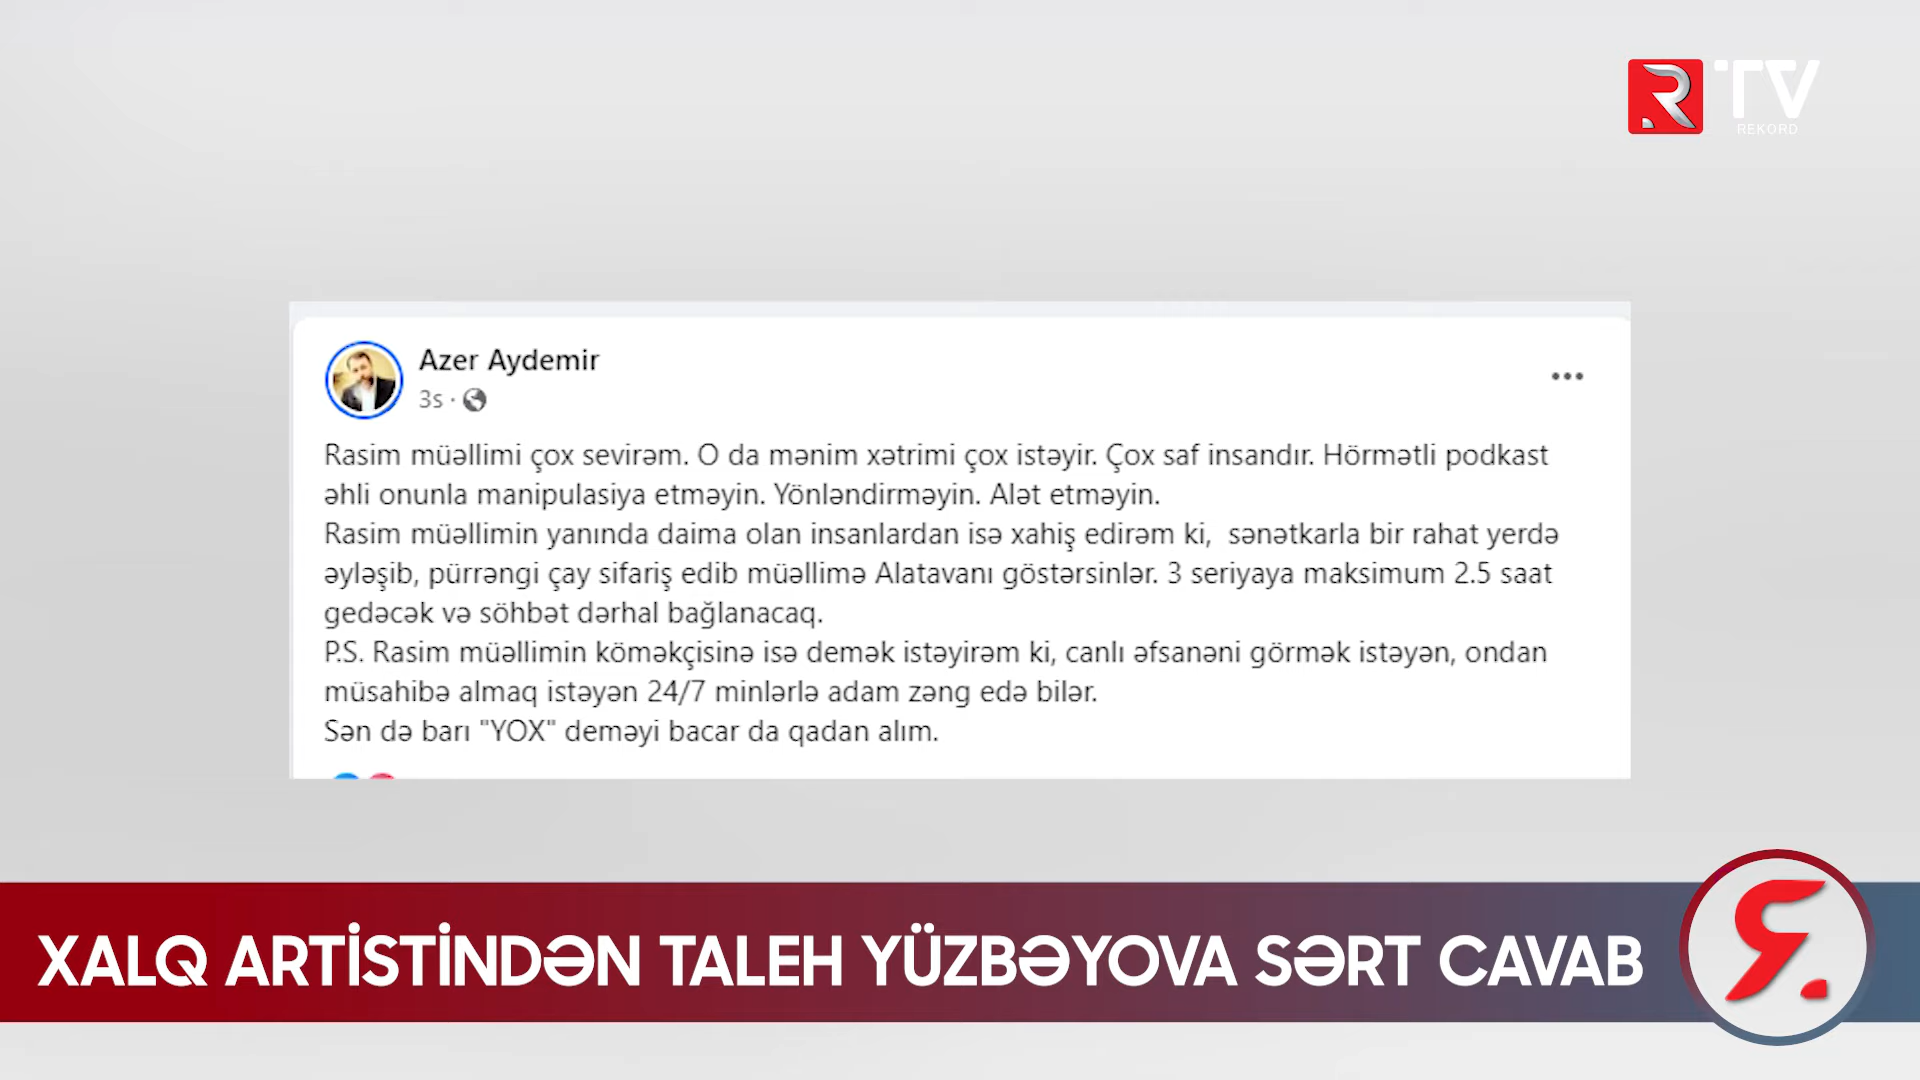 TV
REKORD
Azer Aydemir
3s ·
Rasim müəllimi çox sevirəm. O da mənim xətrimi çox istəyir. Çox saf insandır. Hörmətli podkast
əhli onunla manipulasiya etməyin. Yönləndirməyin. Alət etməyin.
Rasim müəllimin yanında daima olan insanlardan isə xahiş edirəm ki, sənətkarla bir rahat yerdə
əyləşib, pürrəngi çay sifariş edib müəllimə Alatavanı göstərsinlər. 3 seriyaya maksimum 2.5 saat
gedəcək və söhbət dərhal bağlanacaq.
P.S. Rasim müəllimin köməkçisinə isə demək istəyirəm ki, canlı əfsanəni görmək istəyən, ondan
müsahibə almaq istəyən 24/7 minlərlə adam zəng edə bilər.
Sən də barı "YOX" deməyi bacar da qadan alım.
XALQ ARTİSTİNDƏN TALEH YÜZBƏYOVA SƏRT CAVAB